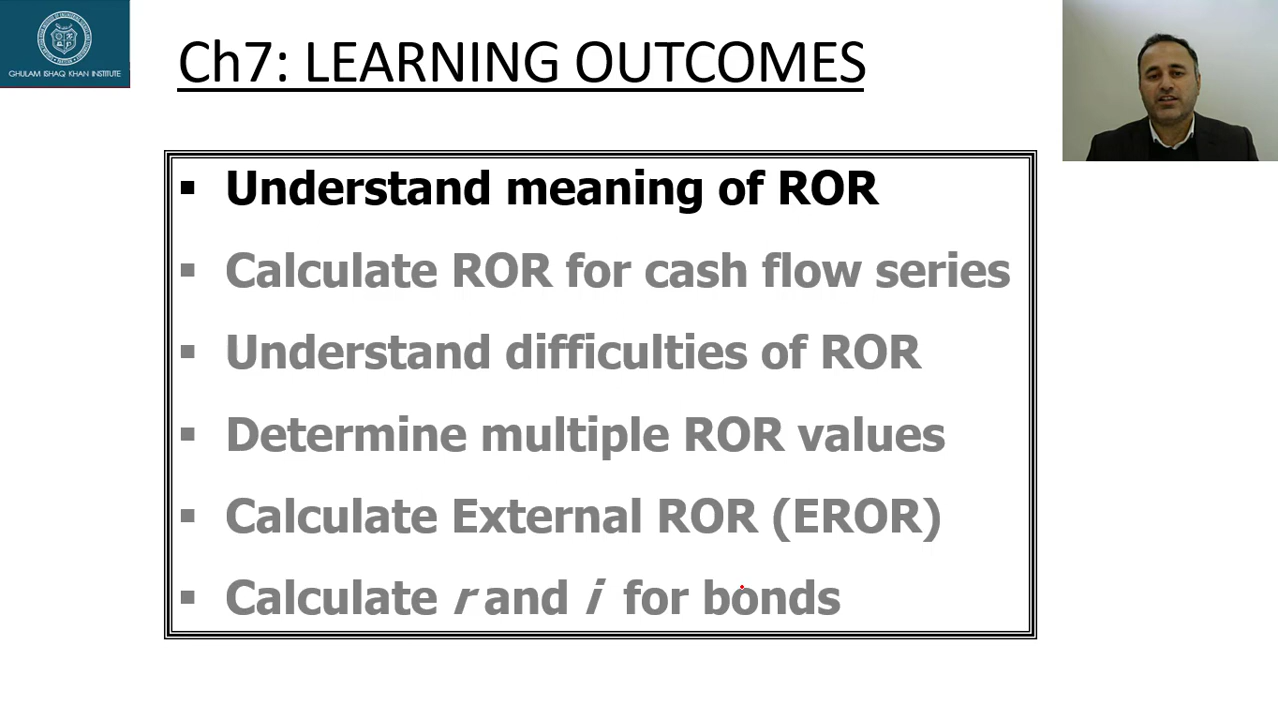 GHULAM ISHAQ KHAN INSTITUTE
Ch7: LEARNING OUTCOMES
▪ Understand meaning of ROR
▪ Calculate ROR for cash flow series
▪ Understand difficulties of ROR
▪ Determine multiple ROR values
▪ Calculate External ROR (EROR)
▪ Calculate r and i for bonds